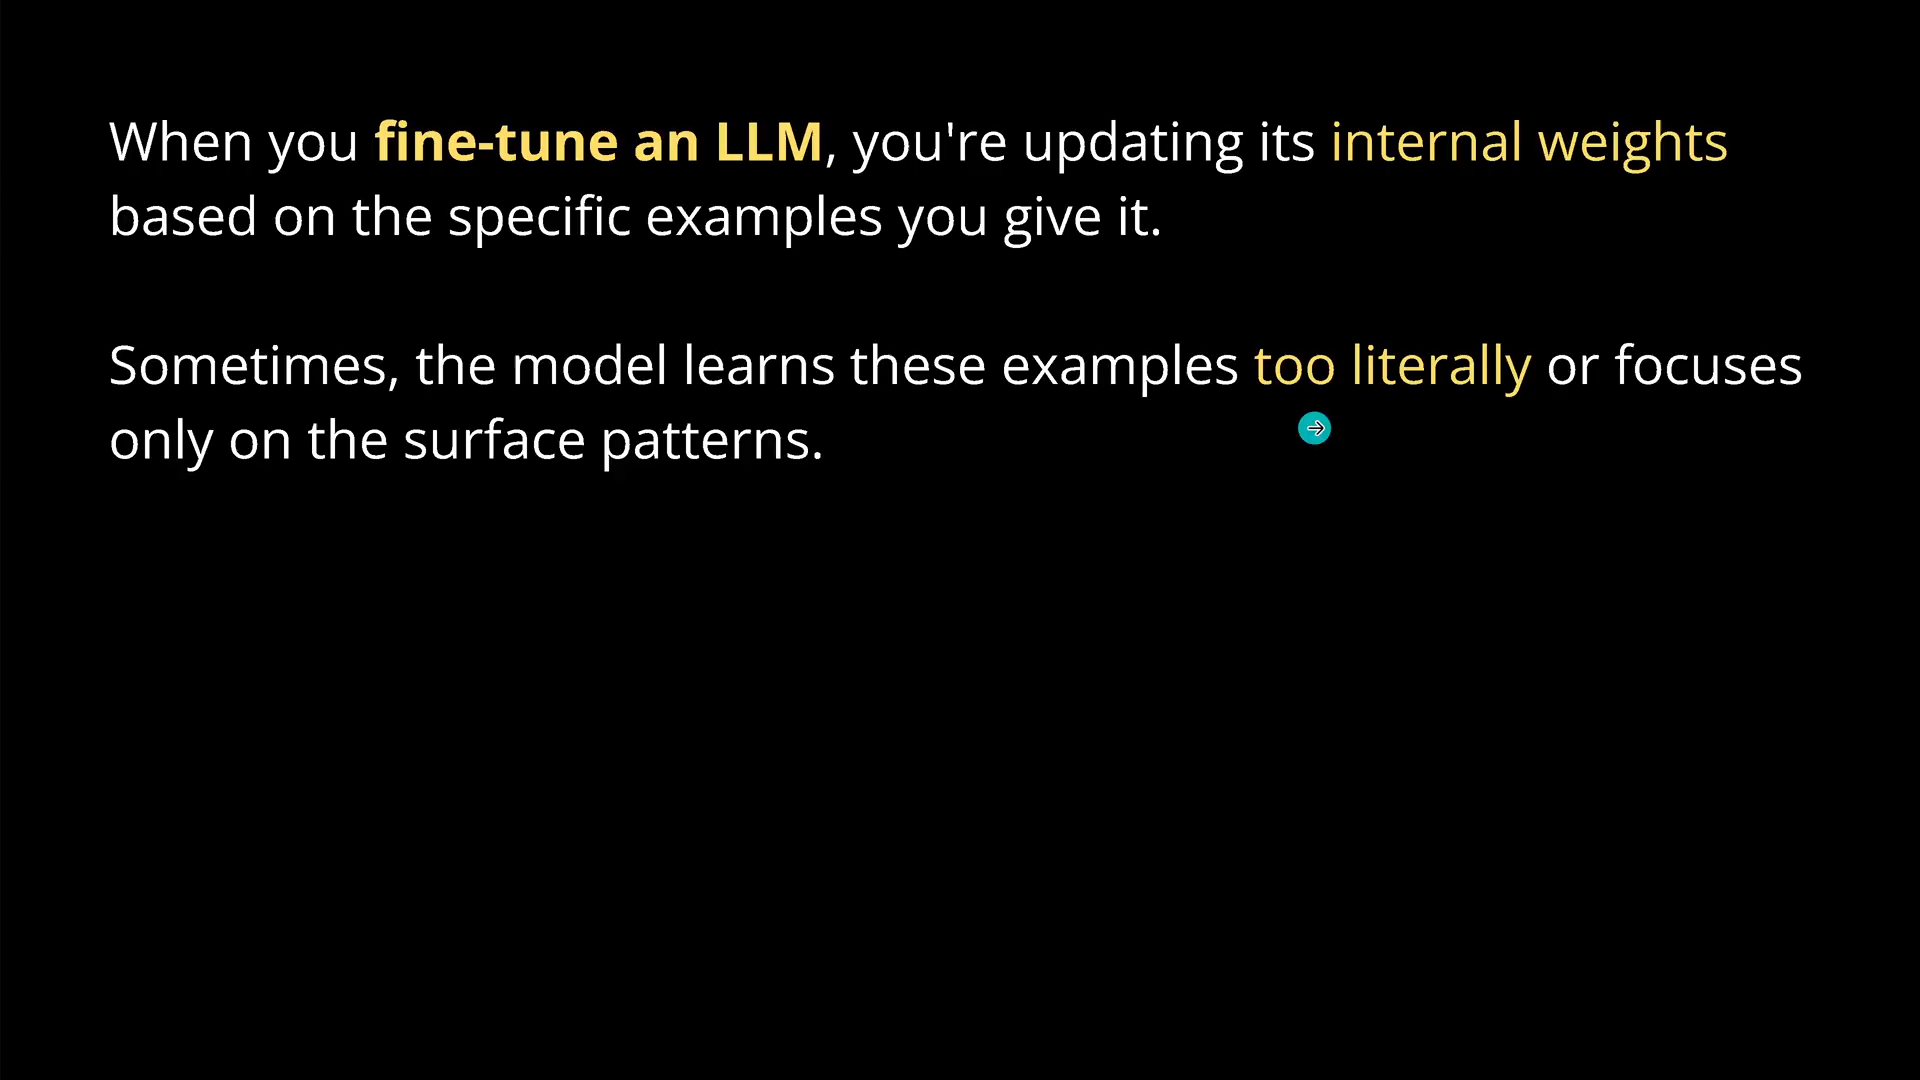 When you fine-tune an LLM, you're updating its internal weights
based on the specific examples you give it.
Sometimes, the model learns these examples too literally or focuses
only on the surface patterns.